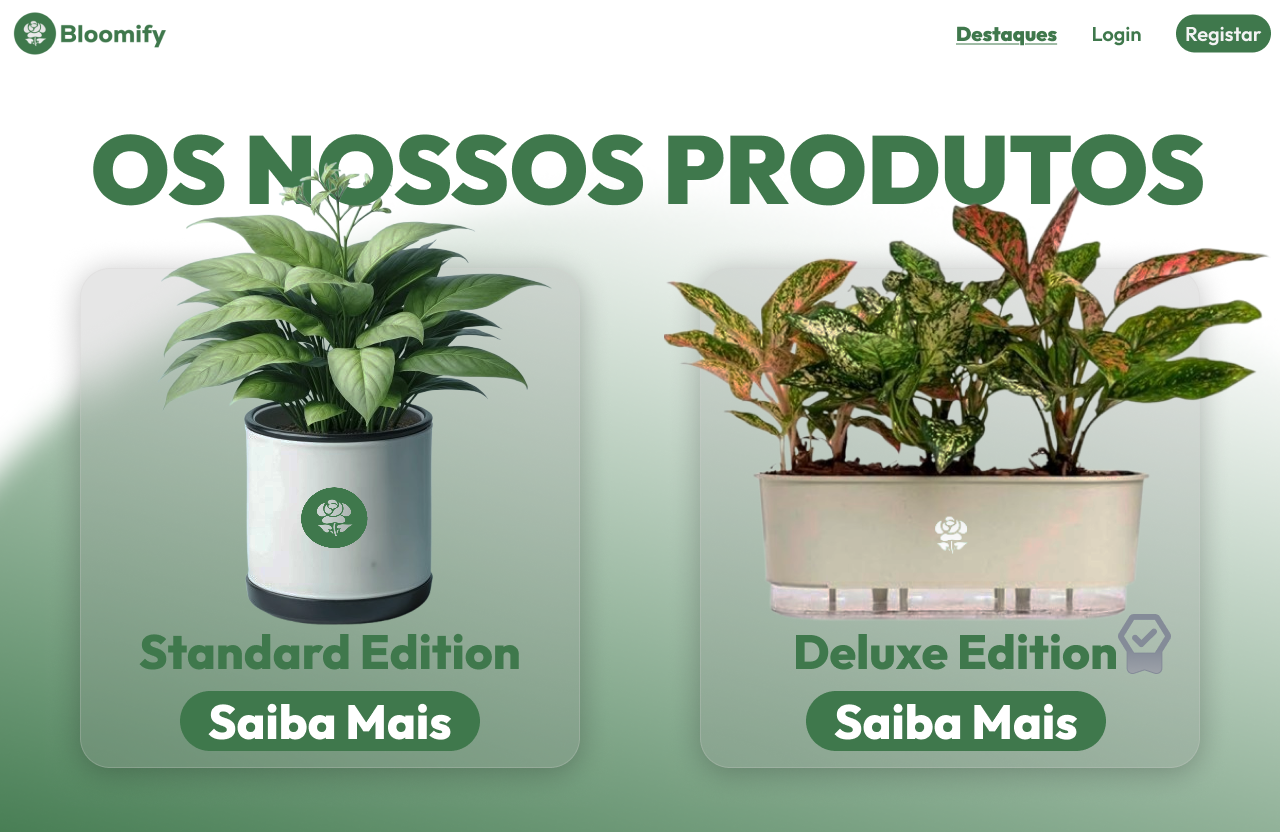 Bloomify
Destaques
Login
Registar
OS NOSSOS PRODUTOS
Standard Edition
Deluxe Edition
Saiba Mais
Saiba Mais